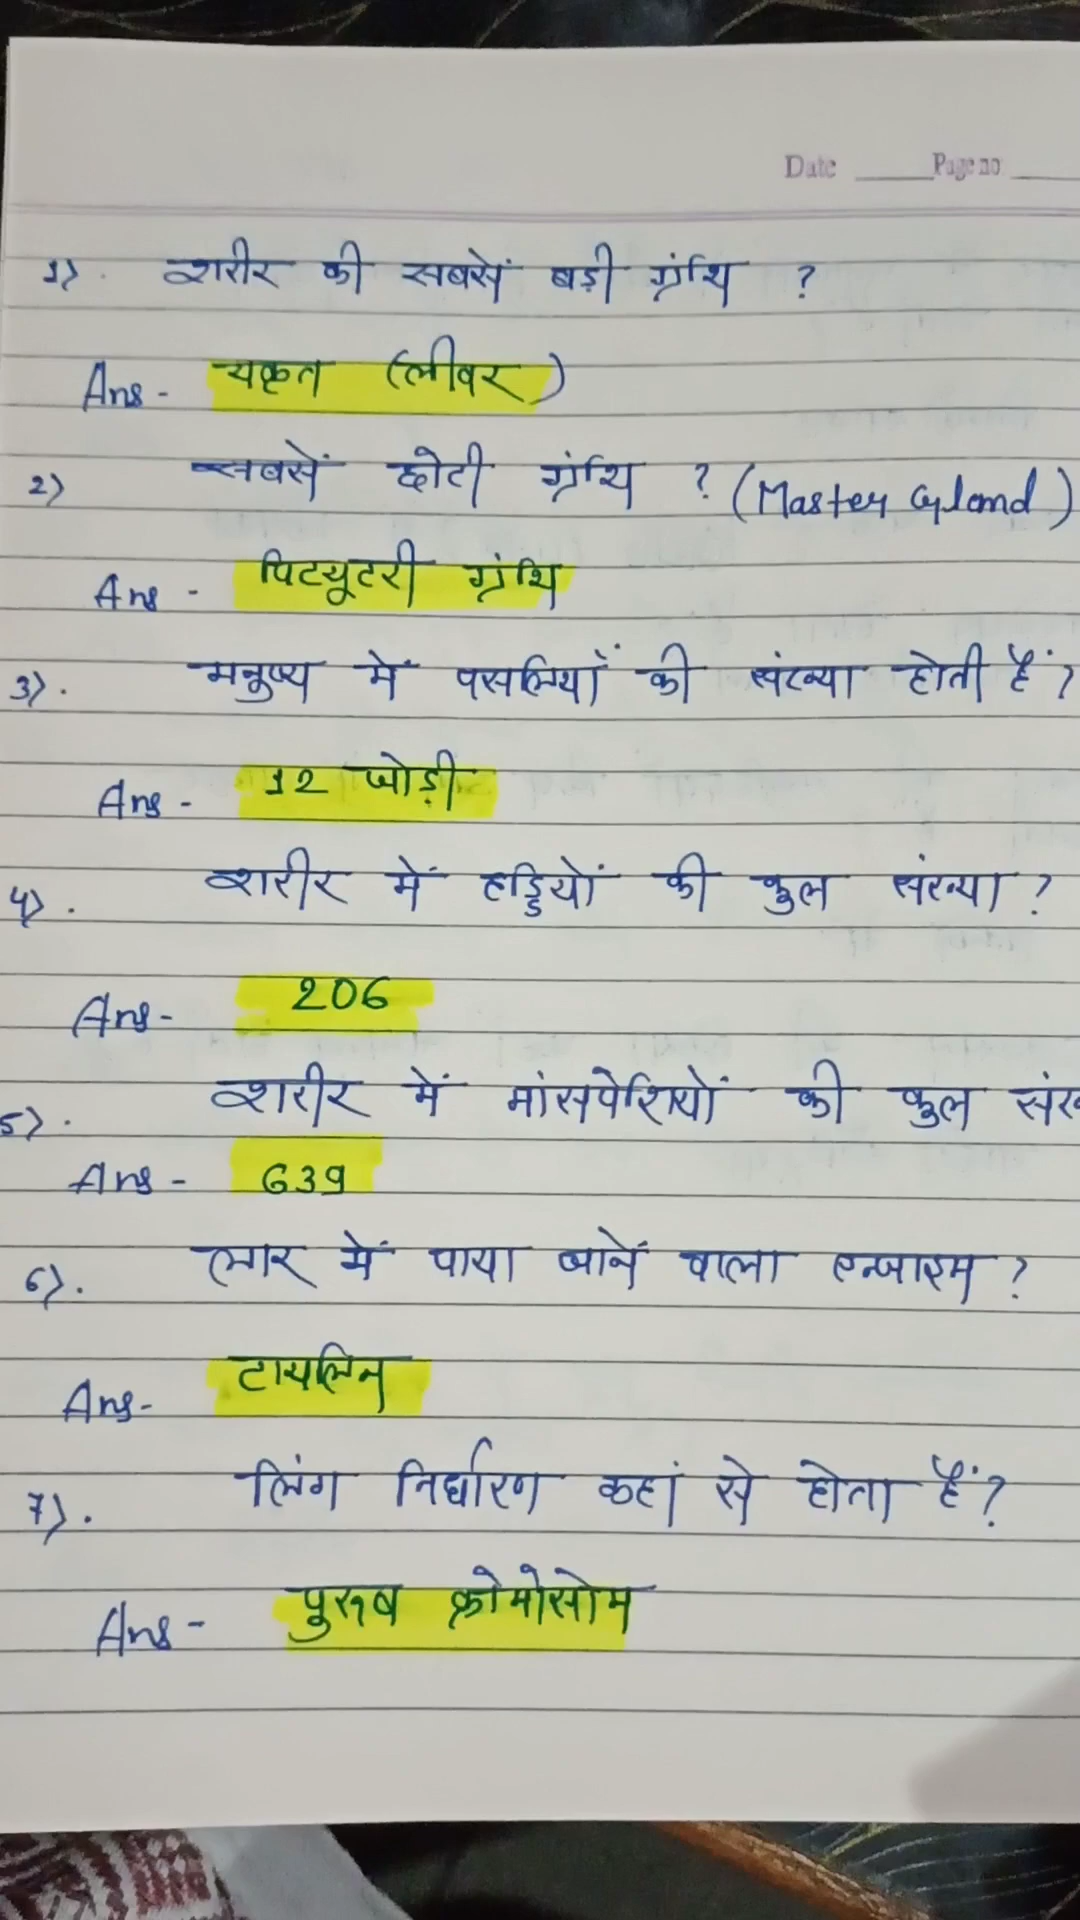 Date ____ Page no ____
1). शरीर की सबसें बड़ी ग्रंथि ?
Ans - यकृत (लीवर)
2) सबसें छोटी ग्रंथि ? (Master Gland)
Ans - पिट्यूटरी ग्रंथि
3). मनुष्य में पसलियाँ की संख्या होती हैं ?
Ans - 12 जोड़ी
4). शरीर में हड्डियों की कुल संख्या ?
Ans - 206
5). शरीर में मांसपेशियों की कुल
Ans - 639
6). लार में पाया जानें वाला एन्जाइम ?
Ans - टायलिन
7). लिंग निर्धारण कहां से होता हैं ?
Ans - पुरुष क्रोमोसोम